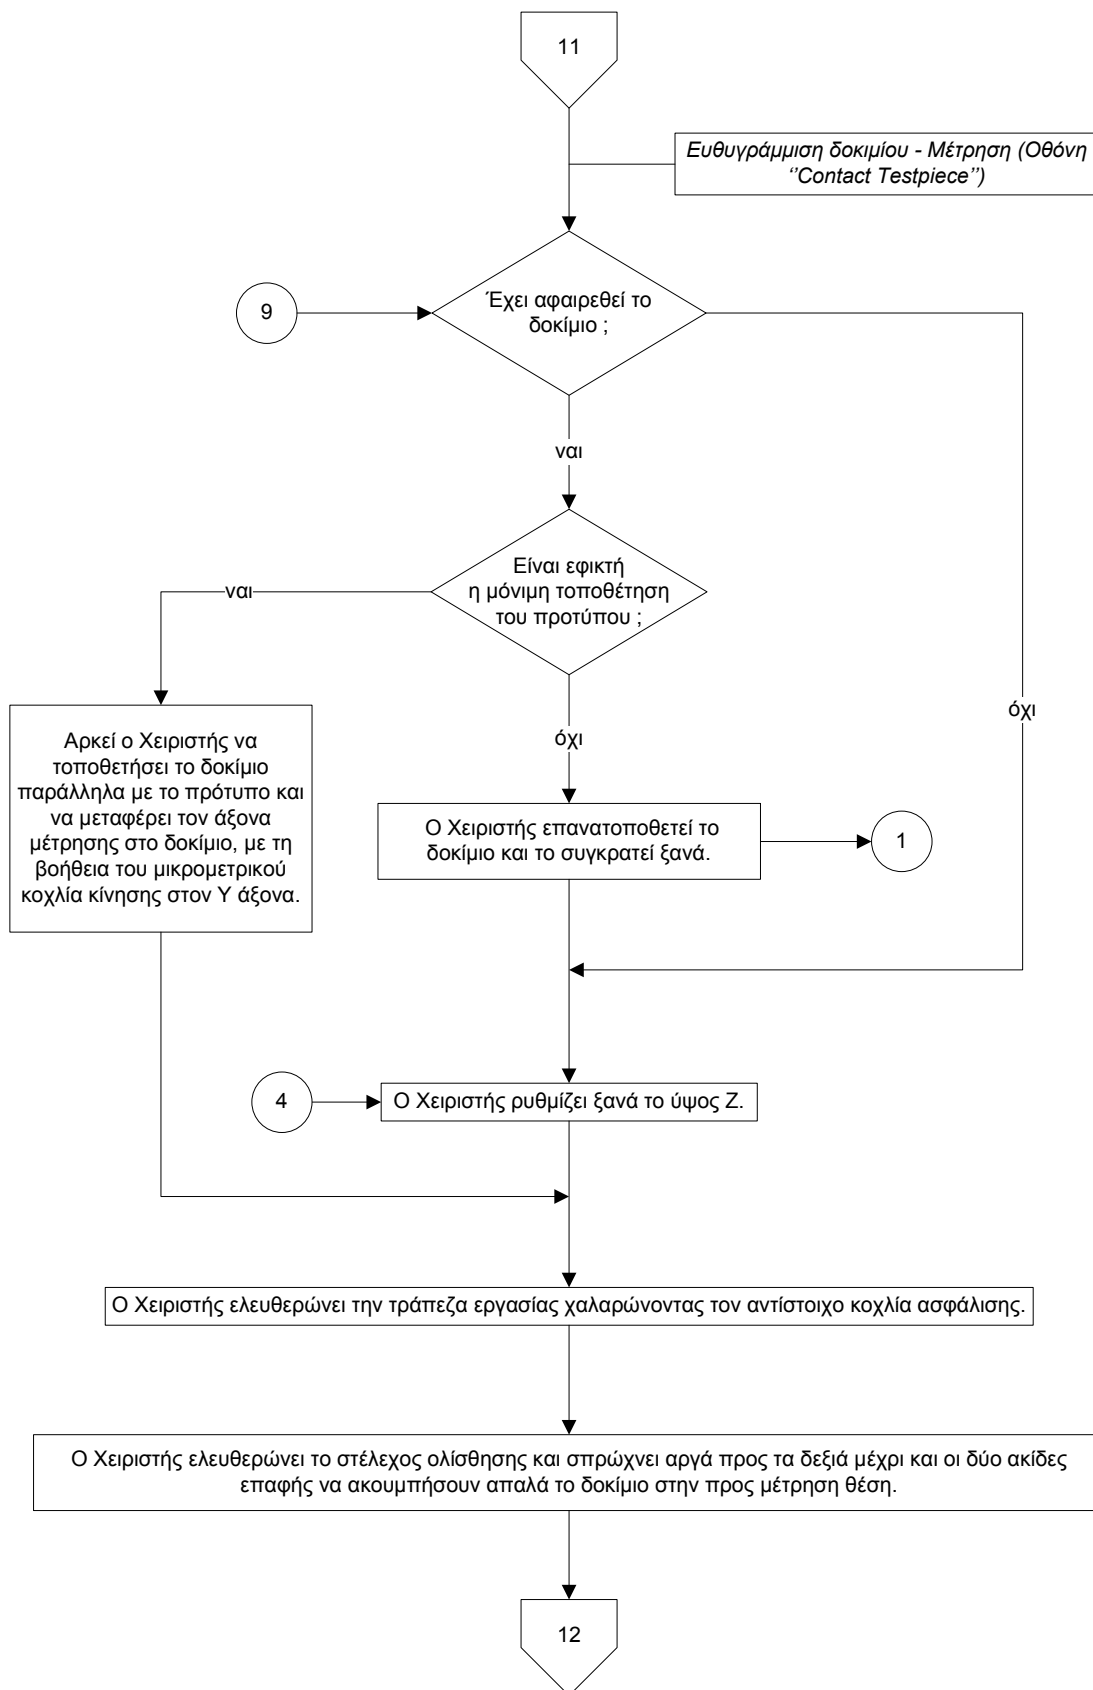 11
Ευθυγράμμιση δοκιμίου - Μέτρηση (Οθόνη
‘’Contact Testpiece’’)
Έχει αφαιρεθεί το
δοκίμιο ;
9
ναι
Είναι εφικτή
η μόνιμη τοποθέτηση
του προτύπου ;
ναι
όχι
όχι
Αρκεί ο Χειριστής να
τοποθετήσει το δοκίμιο
παράλληλα με το πρότυπο και
να μεταφέρει τον άξονα
μέτρησης στο δοκίμιο, με τη
βοήθεια του μικρομετρικού
κοχλία κίνησης στον Υ άξονα.
Ο Χειριστής επανατοποθετεί το
δοκίμιο και το συγκρατεί ξανά.
1
4
Ο Χειριστής ρυθμίζει ξανά το ύψος Ζ.
Ο Χειριστής ελευθερώνει την τράπεζα εργασίας χαλαρώνοντας τον αντίστοιχο κοχλία ασφάλισης.
Ο Χειριστής ελευθερώνει το στέλεχος ολίσθησης και σπρώχνει αργά προς τα δεξιά μέχρι και οι δύο ακίδες
επαφής να ακουμπήσουν απαλά το δοκίμιο στην προς μέτρηση θέση.
12